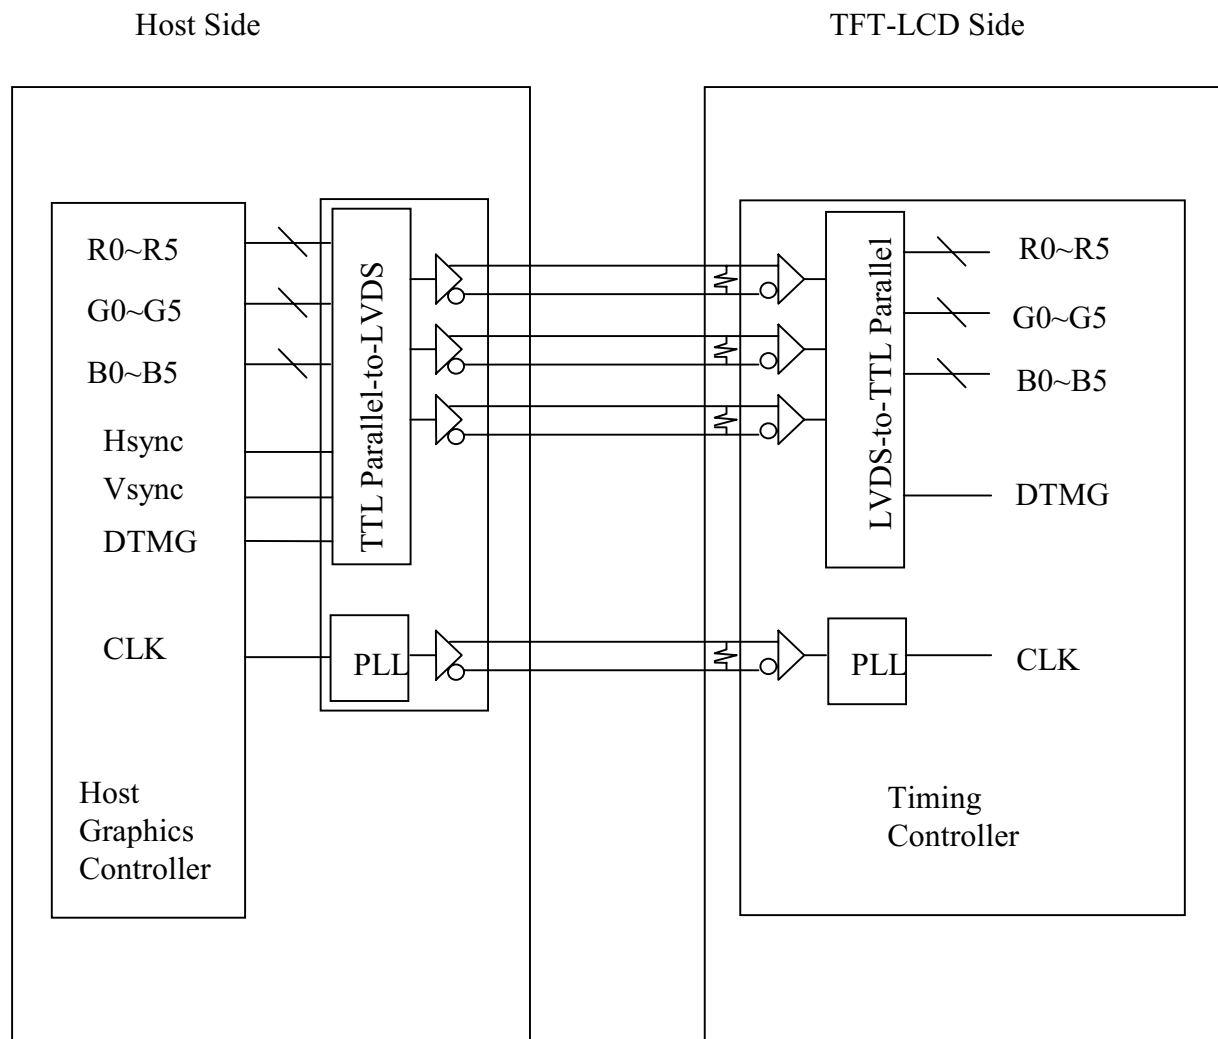 Host Side
TFT-LCD Side
R0~R5
G0~G5
B0~B5
Hsync
Vsync
DTMG
CLK
Host
Graphics
Controller
TTL Parallel-to-LVDS
PLL
LVDS-to-TTL Parallel
PLL
R0~R5
G0~G5
B0~B5
DTMG
CLK
Timing
Controller